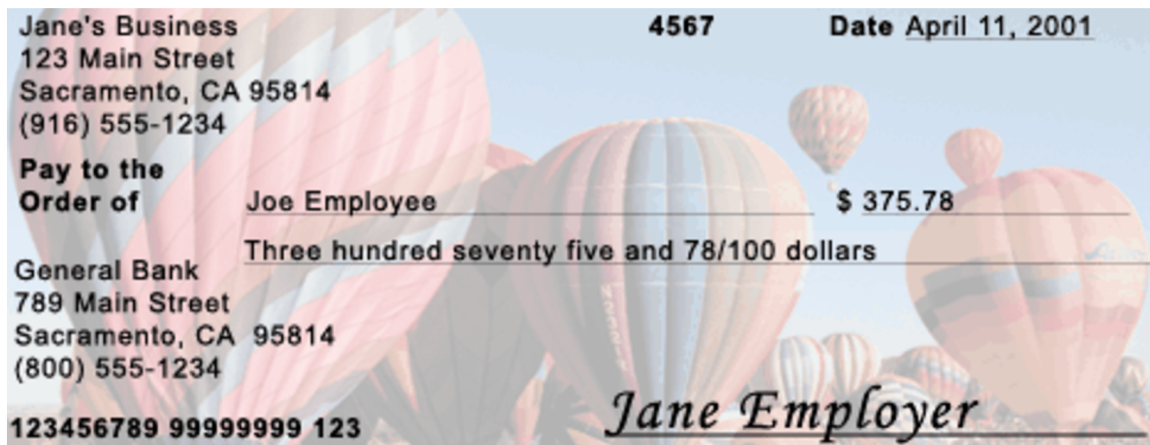 Jane's Business 4567 Date April 11, 2001
123 Main Street
Sacramento, CA 95814
(916) 555-1234
Pay to the
Order of Joe Employee $ 375.78
Three hundred seventy five and 78/100 dollars
General Bank
789 Main Street
Sacramento, CA 95814
(800) 555-1234
Jane Employer
123456789 99999999 123